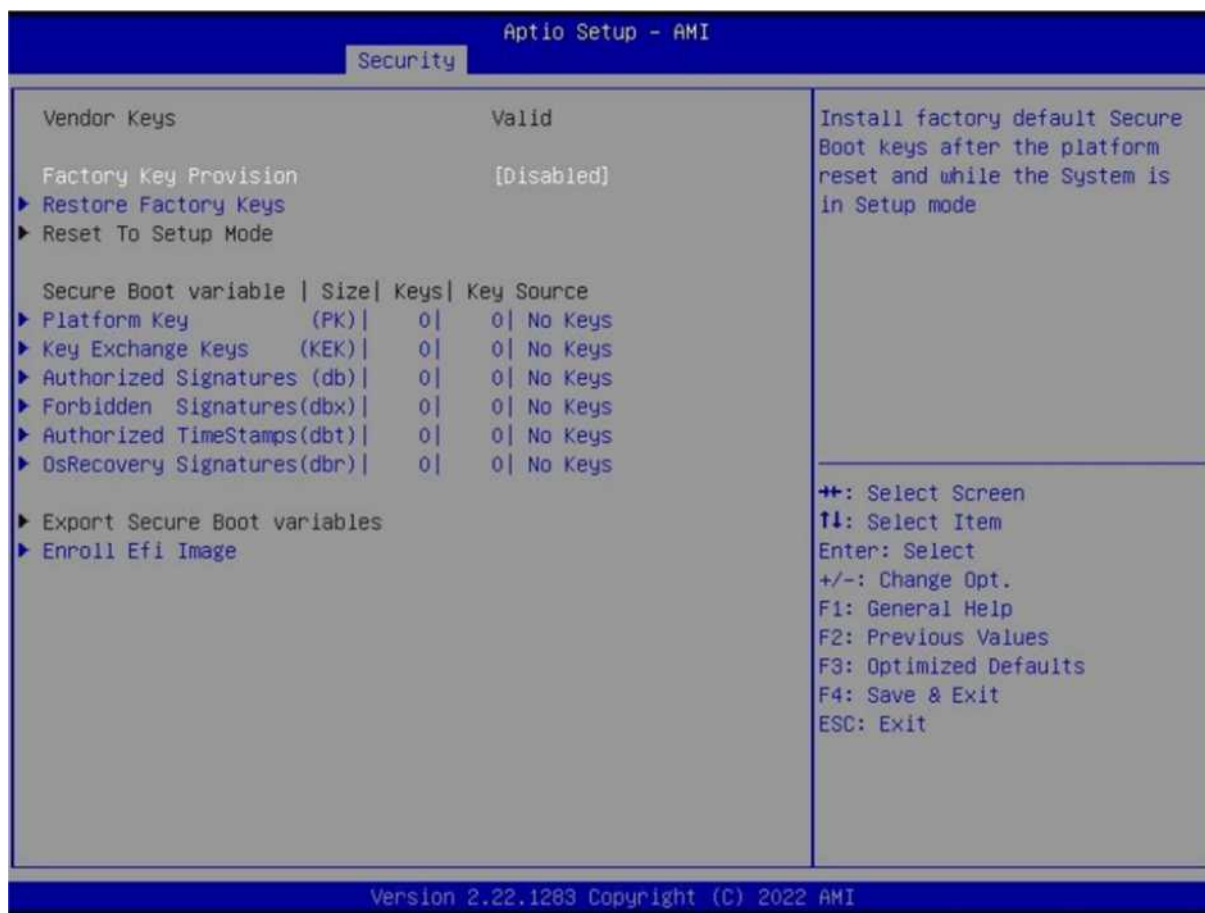 Aptio Setup - AMI
Security
Vendor Keys Valid
Factory Key Provision [Disabled]
▶ Restore Factory Keys
▶ Reset To Setup Mode
Secure Boot variable | Size| Keys| Key Source
▶ Platform Key (PK)| 0| 0| No Keys
▶ Key Exchange Keys (KEK)| 0| 0| No Keys
▶ Authorized Signatures (db)| 0| 0| No Keys
▶ Forbidden Signatures(dbx)| 0| 0| No Keys
▶ Authorized TimeStamps(dbt)| 0| 0| No Keys
▶ OsRecovery Signatures(dbr)| 0| 0| No Keys
▶ Export Secure Boot variables
▶ Enroll Efi Image
Install factory default Secure
Boot keys after the platform
reset and while the System is
in Setup mode
→←: Select Screen
↑↓: Select Item
Enter: Select
+/-: Change Opt.
F1: General Help
F2: Previous Values
F3: Optimized Defaults
F4: Save & Exit
ESC: Exit
Version 2.22.1283 Copyright (C) 2022 AMI